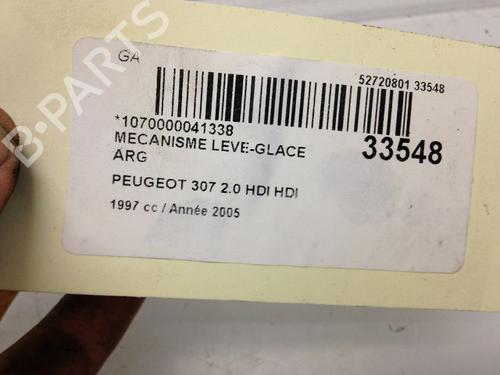 B-PARTS
GA
52720801 33548
*1070000041338
MECANISME LEVE-GLACE
ARG
33548
PEUGEOT 307 2.0 HDI HDI
1997 cc / Année 2005